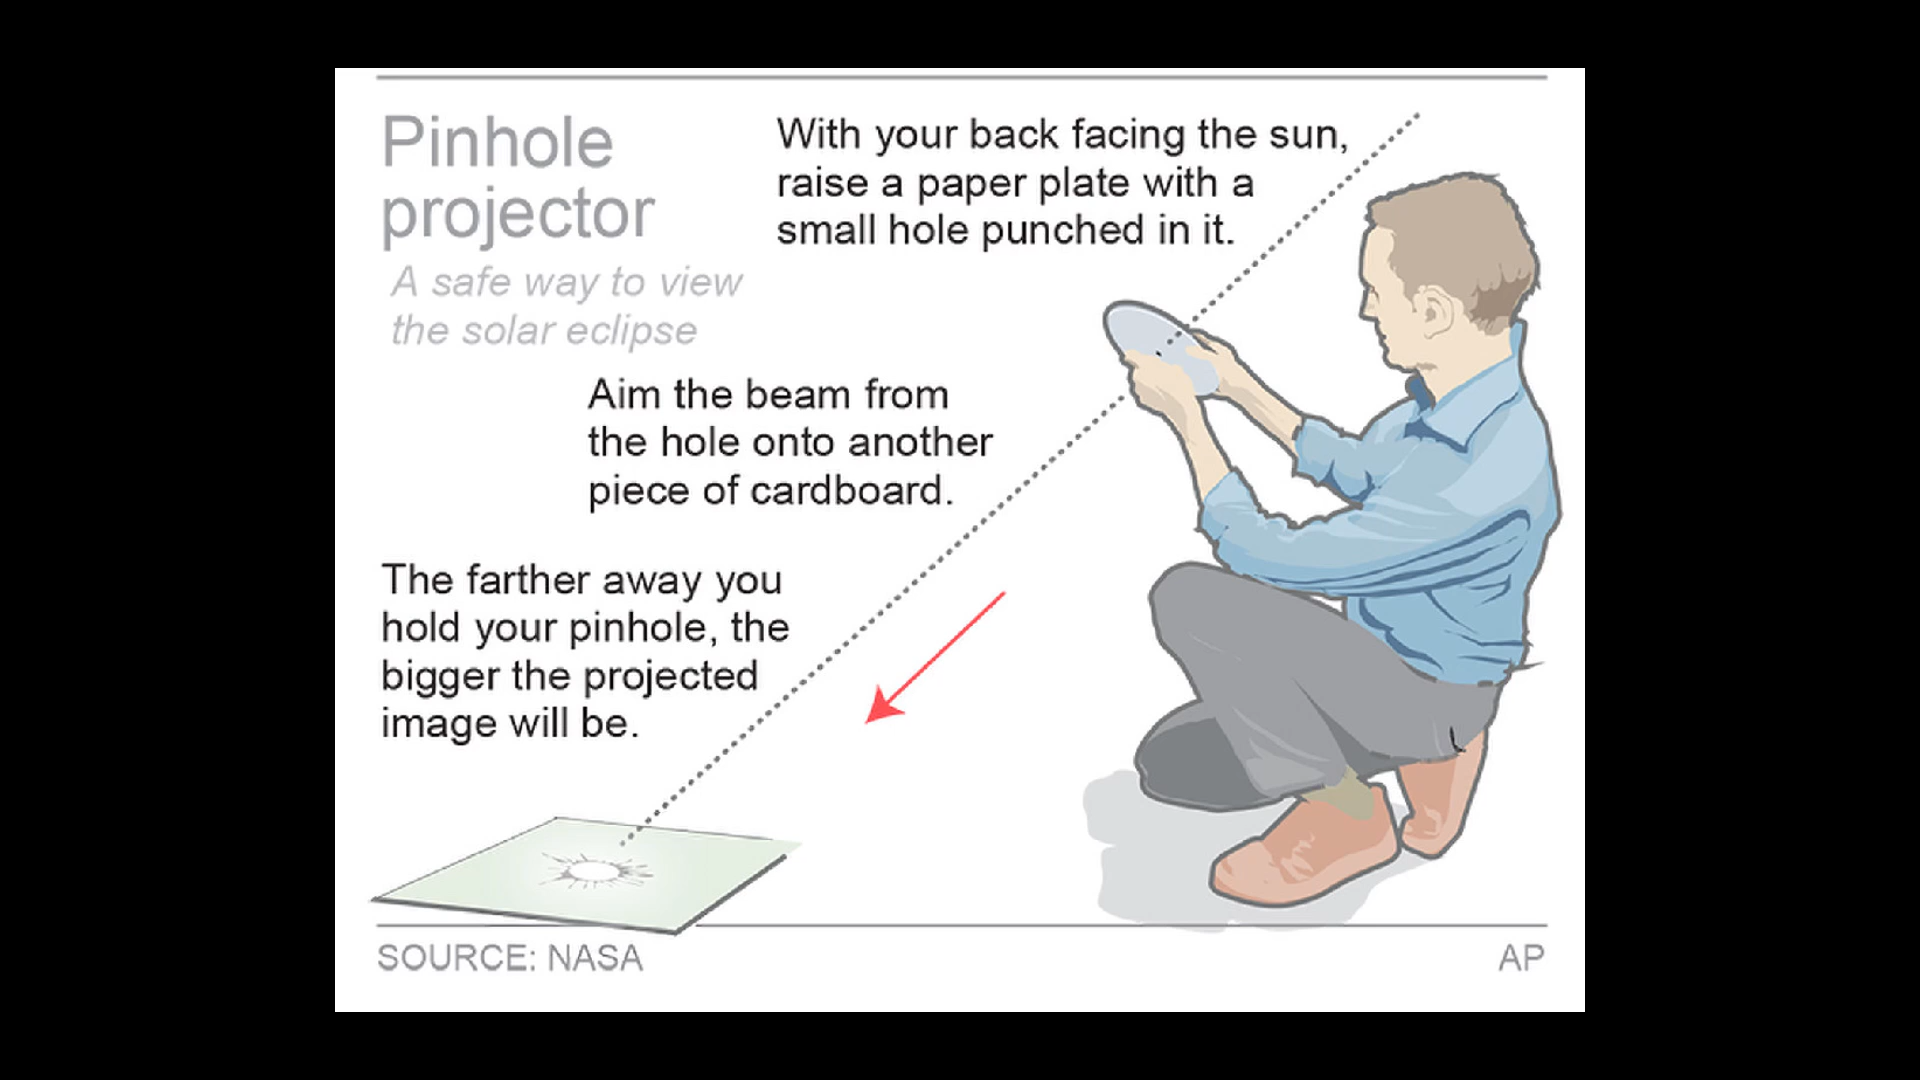 Pinhole
projector
A safe way to view
the solar eclipse
With your back facing the sun,
raise a paper plate with a
small hole punched in it.
Aim the beam from
the hole onto another
piece of cardboard.
The farther away you
hold your pinhole, the
bigger the projected
image will be.
SOURCE: NASA
AP